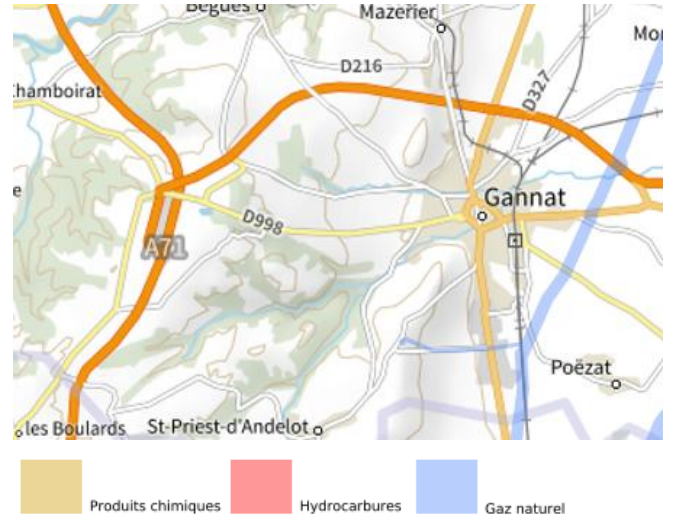 Bègues
Mazerier
Mor
D216
D327
Chamboirat
e
Gannat
D998
A71
Poëzat
les Boulards
St-Priest-d'Andelot
Produits chimiques
Hydrocarbures
Gaz naturel